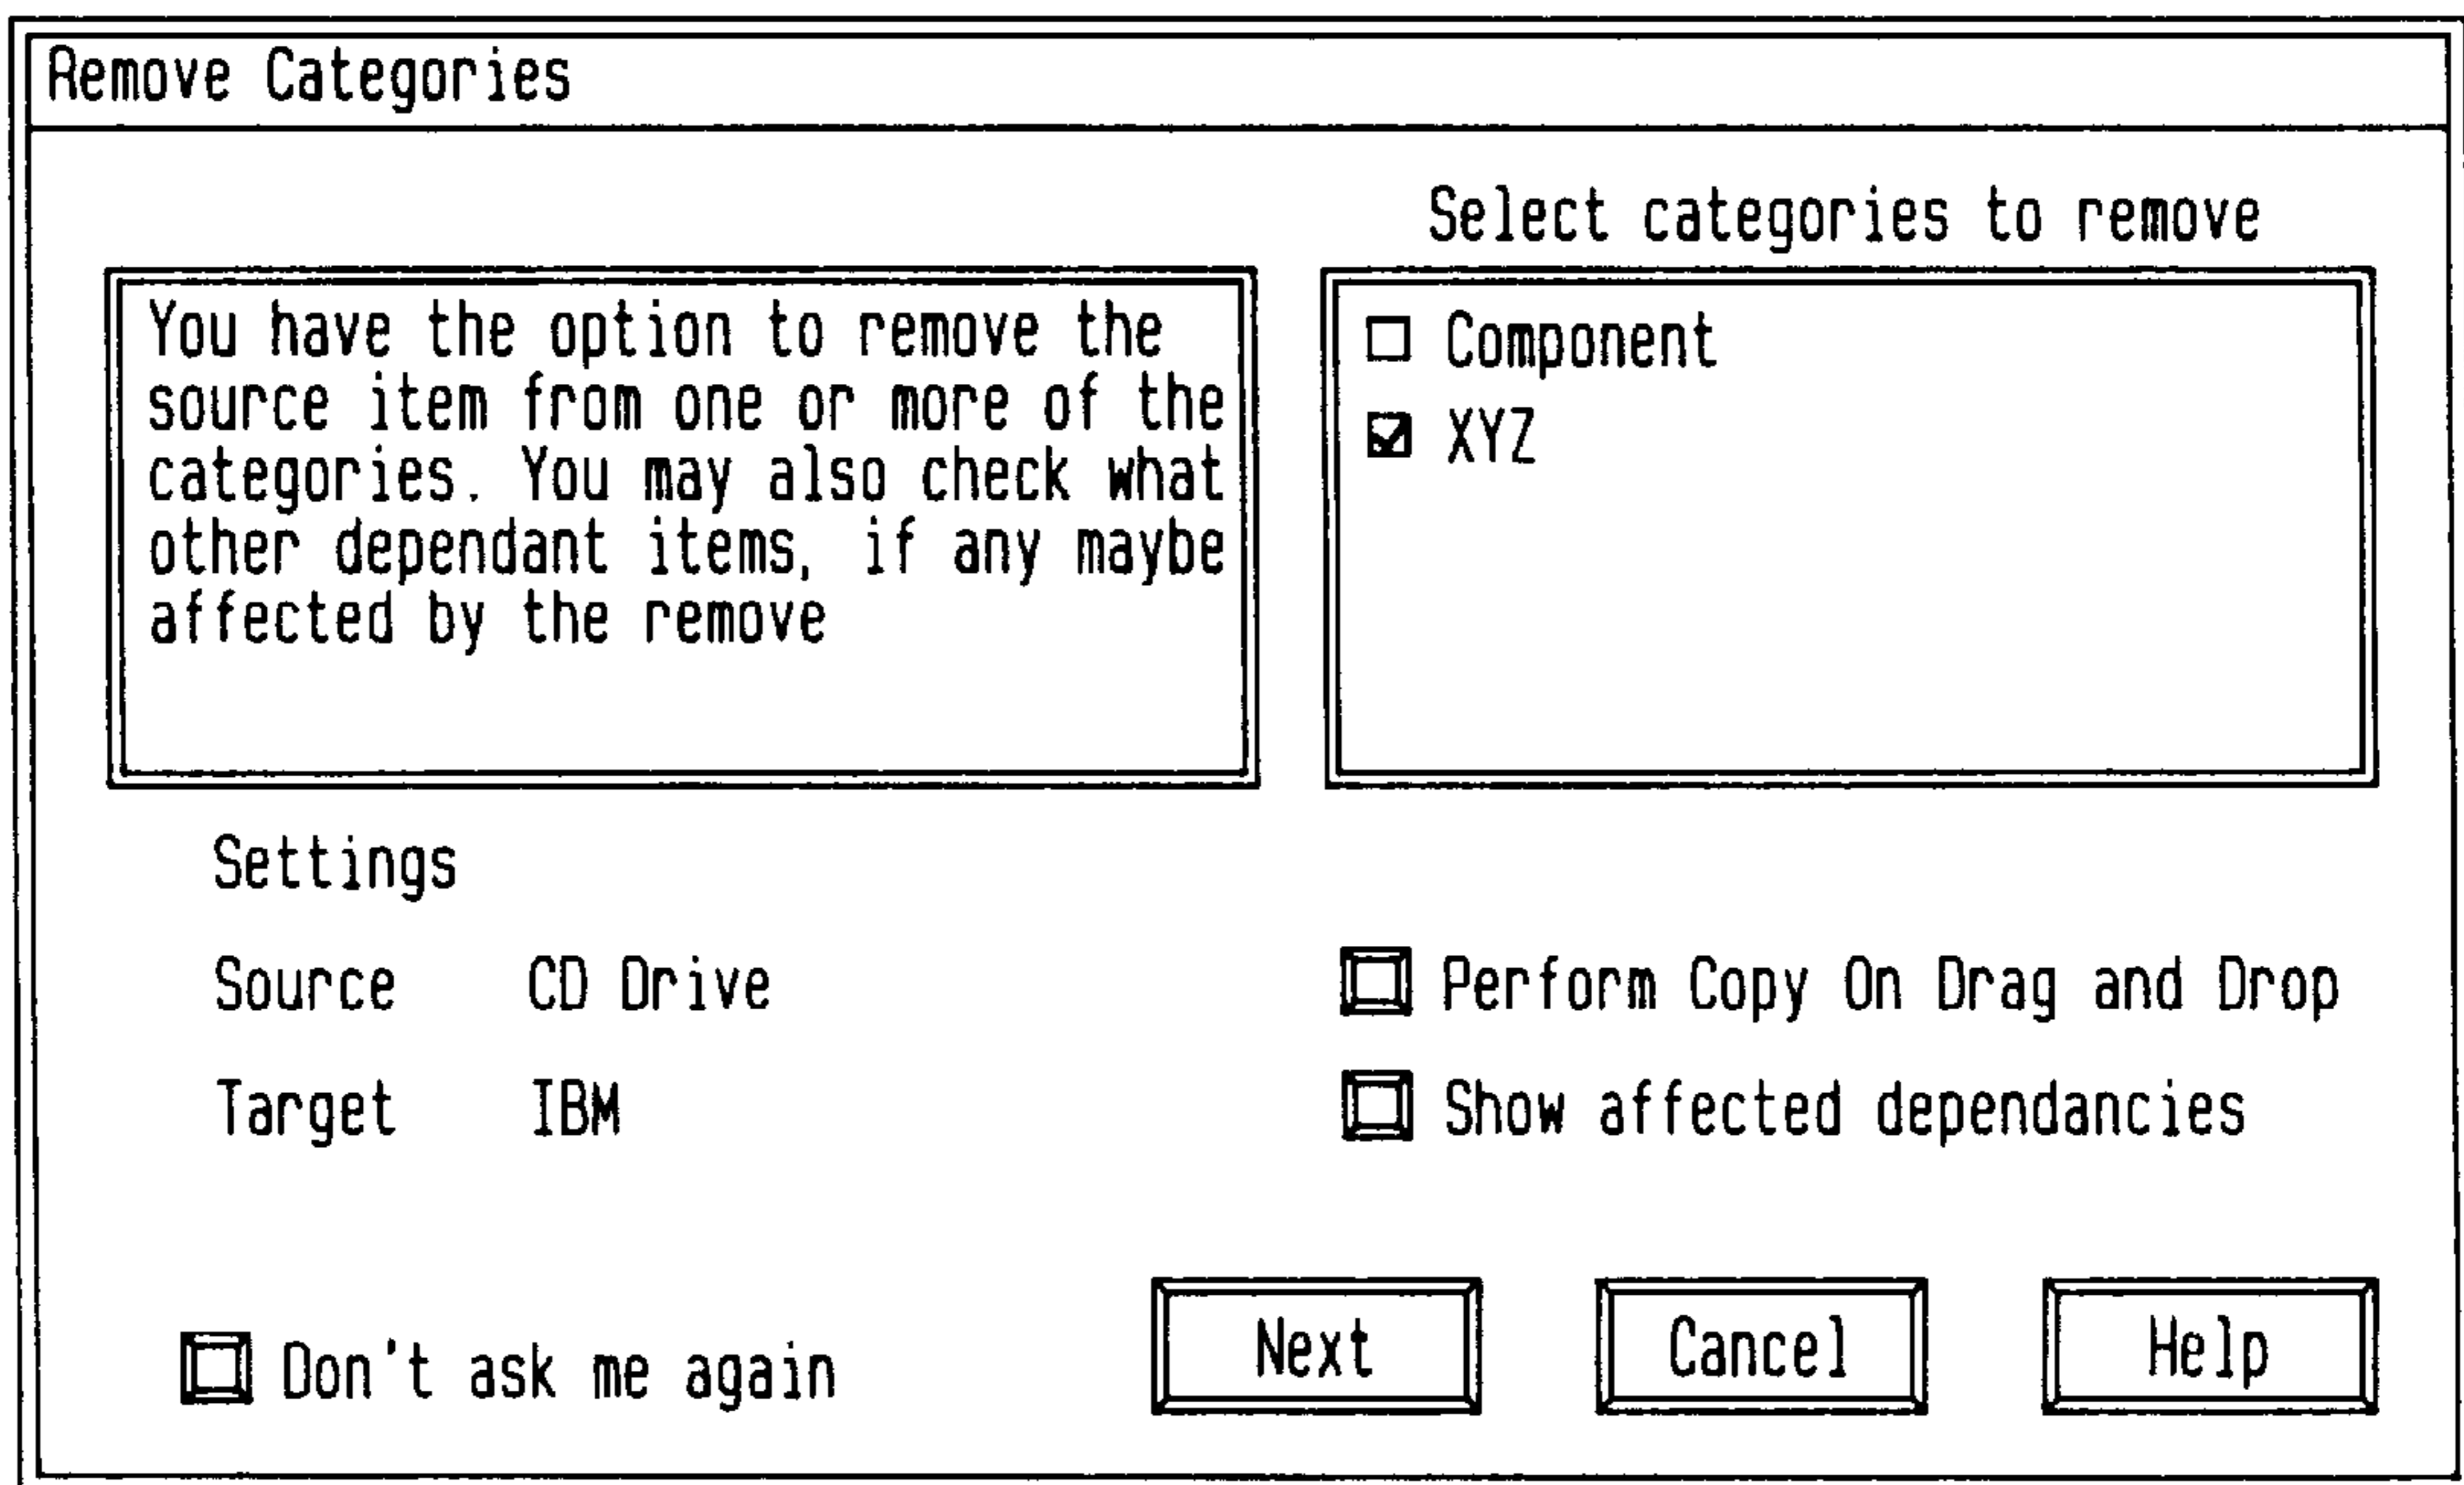 Remove Categories
Select categories to remove
You have the option to remove the
source item from one or more of the
categories. You may also check what
other dependant items, if any maybe
affected by the remove
Component
XYZ
Settings
Source CD Drive
Perform Copy On Drag and Drop
Target IBM
Show affected dependancies
Don't ask me again
Next
Cancel
Help